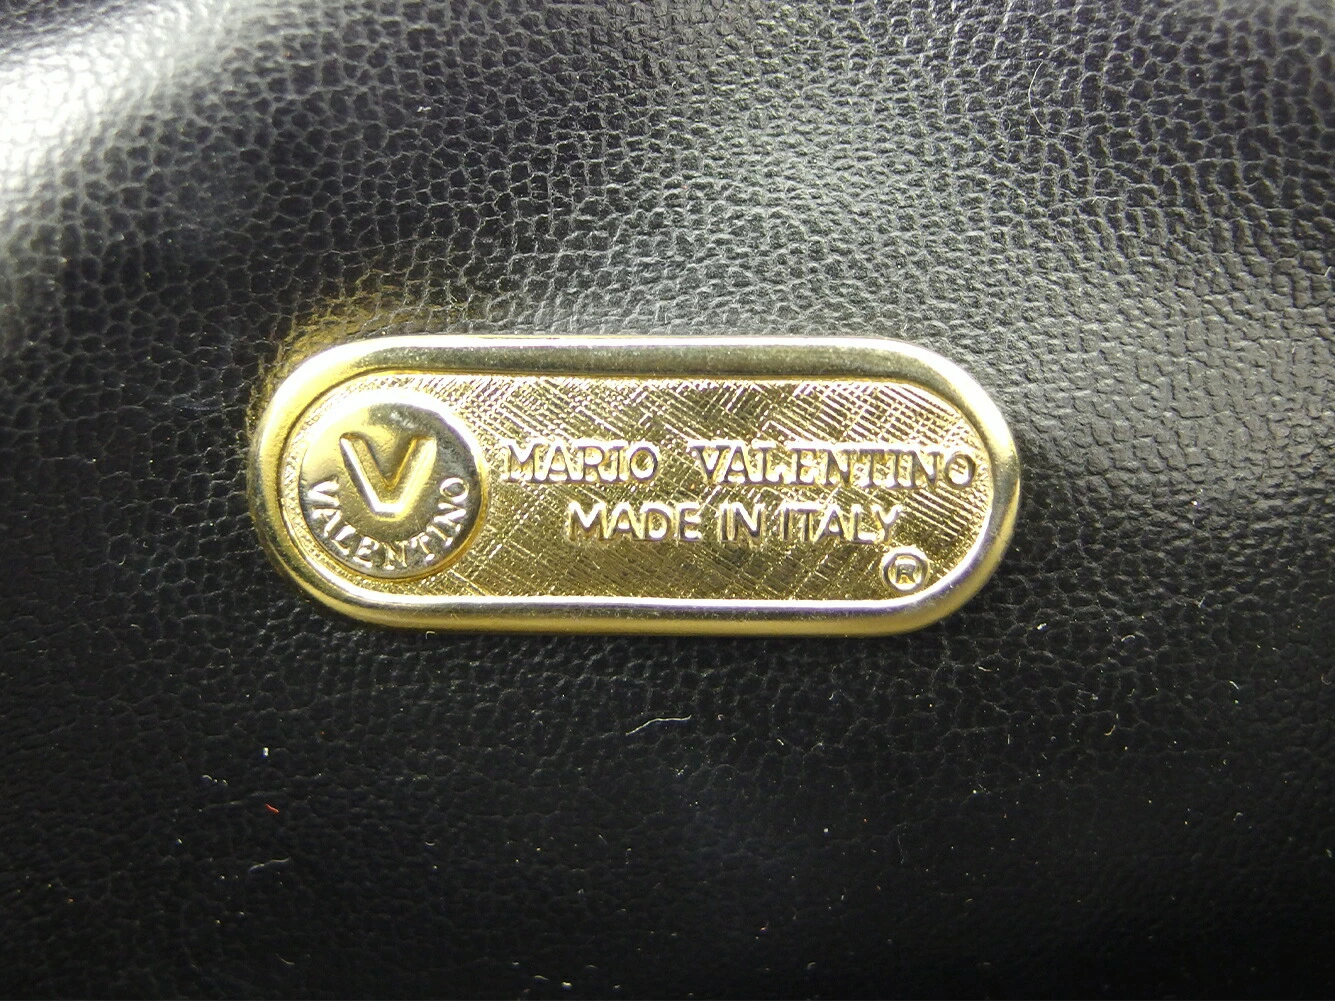 V
VALENTINO
MARIO VALENTINO
MADE IN ITALY
®